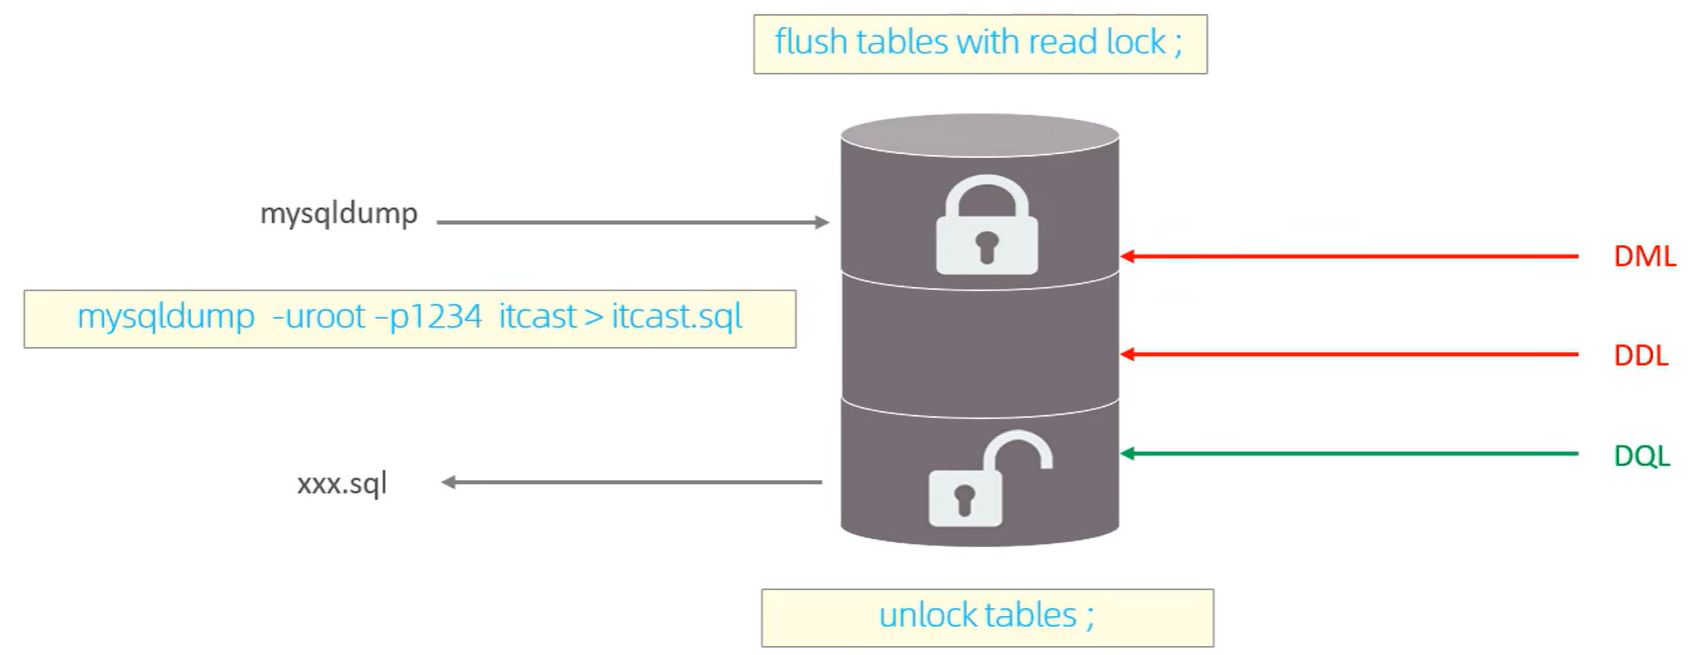 flush tables with read lock ;
mysqldump
DML
mysqldump -uroot –p1234 itcast > itcast.sql
DDL
DQL
xxx.sql
unlock tables ;